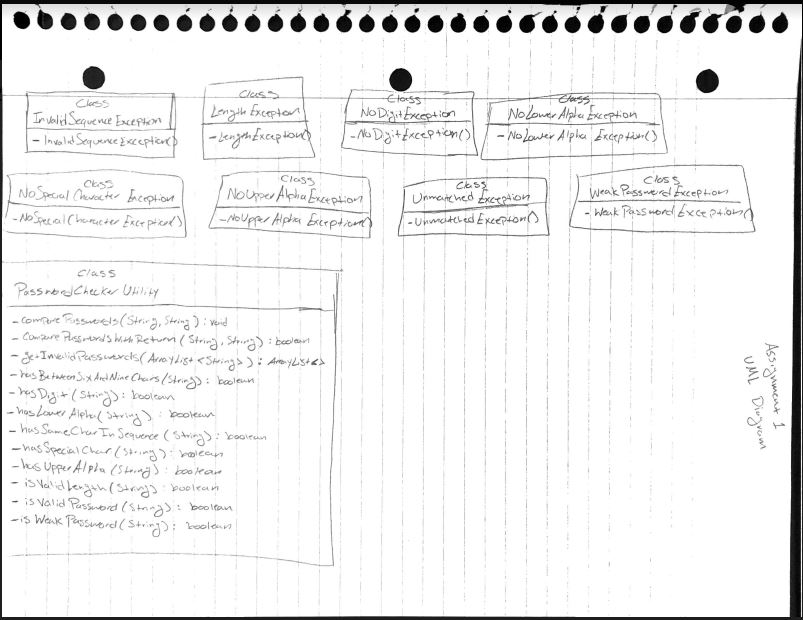 Class
InvalidSequenceException
- InvalidSequenceException()
Class
LengthException
- LengthException()
Class
NoDigitException
- NoDigitException()
Class
NoLowerAlphaException
- NoLowerAlphaException()
Class
NoSpecialCharacterException
- NoSpecialCharacterException()
Class
NoUpperAlphaException
- NoUpperAlphaException()
Class
UnmatchedException
- UnmatchedException()
Class
WeakPasswordException
- WeakPasswordException()
Class
PasswordCheckerUtility
- comparePasswords(String, String) : void
- ComparePasswordsWithReturn(String, String) : boolean
- getInvalidPasswords(ArrayList<String>) : ArrayList<>
- hasBetweenSixAndNineChars(String) : boolean
- hasDigit(String) : boolean
- hasLowerAlpha(String) : boolean
- hasSameCharInSequence(String) : boolean
- hasSpecialChar(String) : boolean
- hasUpperAlpha(String) : boolean
- isValidLength(String) : boolean
- isValidPassword(String) : boolean
- isWeakPassword(String) : boolean
Assignment 1
UML Diagram